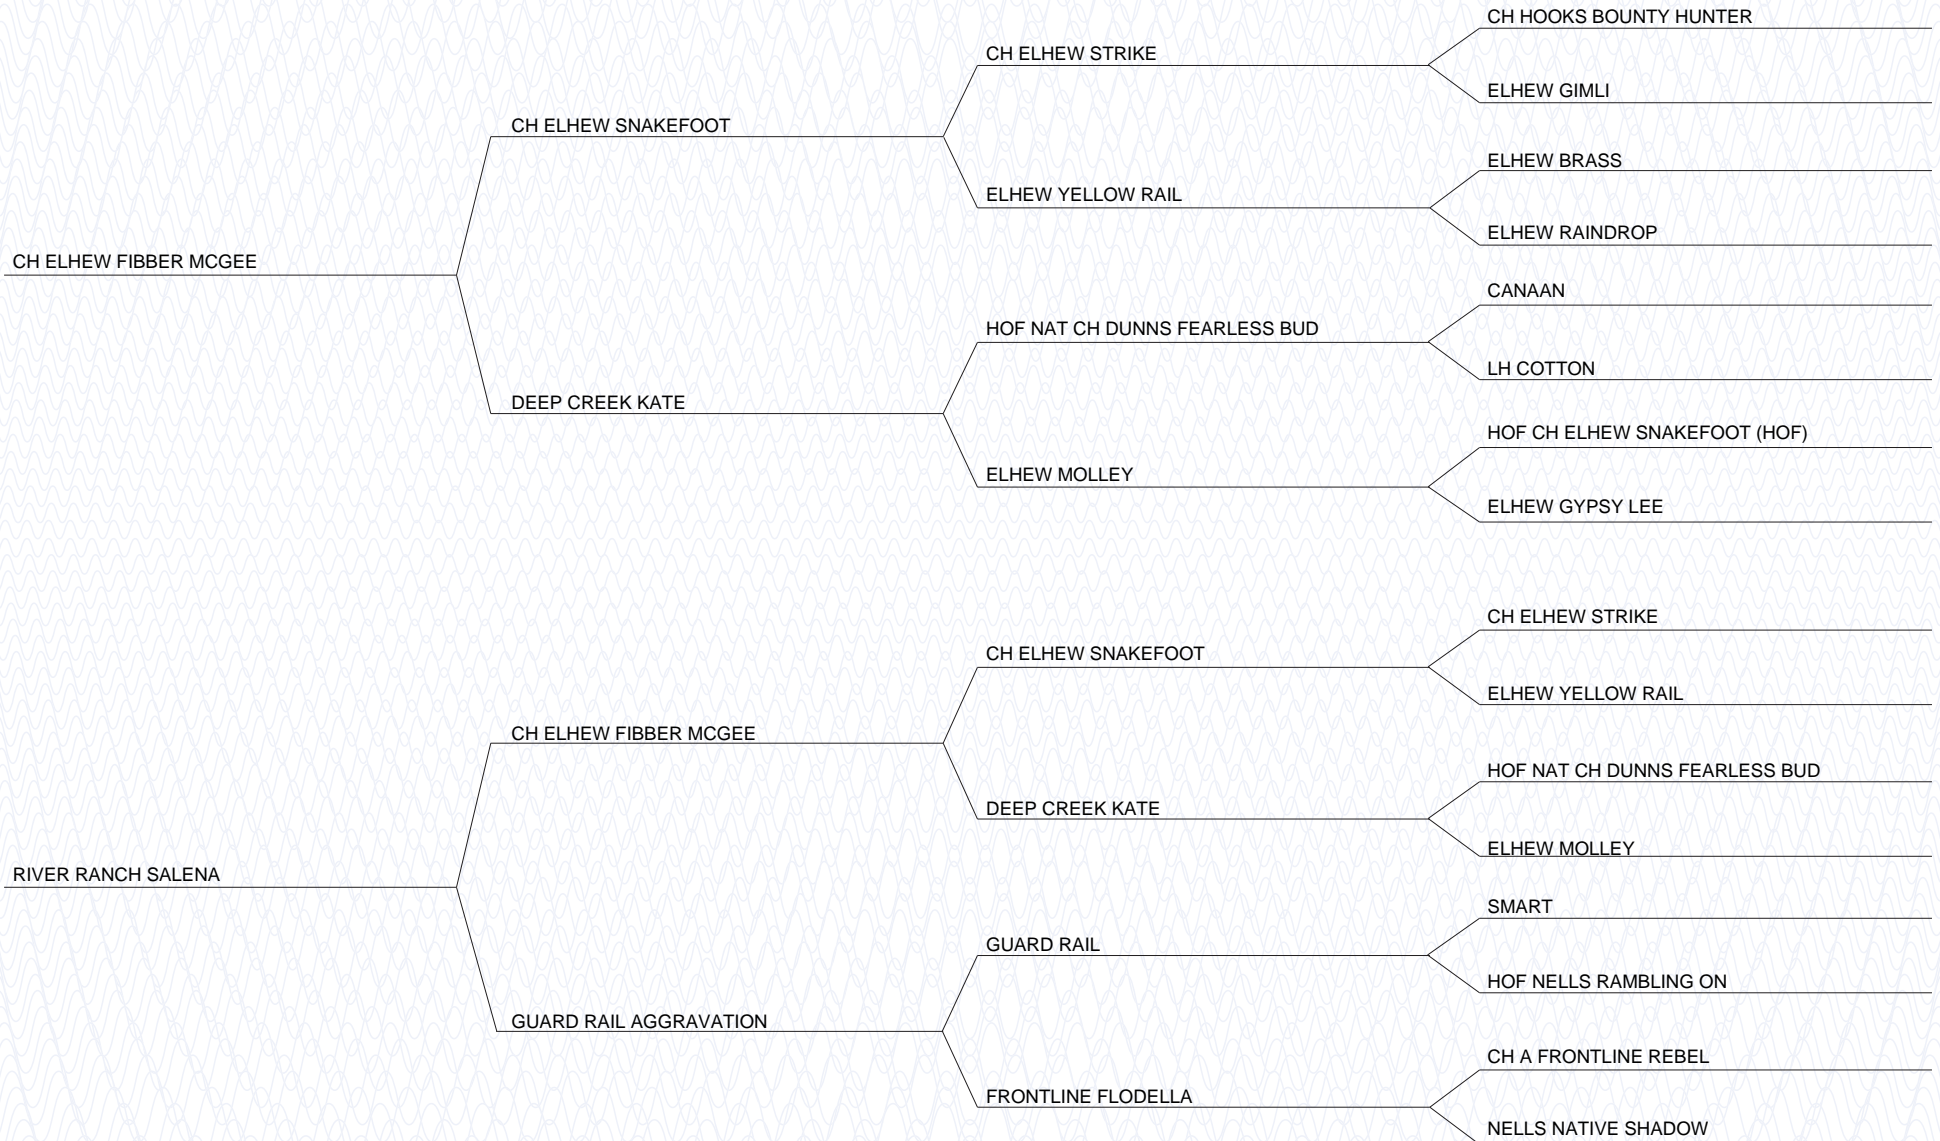 CH HOOKS BOUNTY HUNTER
CH ELHEW STRIKE
ELHEW GIMLI
CH ELHEW SNAKEFOOT
ELHEW BRASS
ELHEW YELLOW RAIL
ELHEW RAINDROP
CH ELHEW FIBBER MCGEE
CANAAN
HOF NAT CH DUNNS FEARLESS BUD
LH COTTON
DEEP CREEK KATE
HOF CH ELHEW SNAKEFOOT (HOF)
ELHEW MOLLEY
ELHEW GYPSY LEE
CH ELHEW STRIKE
CH ELHEW SNAKEFOOT
ELHEW YELLOW RAIL
CH ELHEW FIBBER MCGEE
HOF NAT CH DUNNS FEARLESS BUD
DEEP CREEK KATE
ELHEW MOLLEY
RIVER RANCH SALENA
SMART
GUARD RAIL
HOF NELLS RAMBLING ON
GUARD RAIL AGGRAVATION
CH A FRONTLINE REBEL
FRONTLINE FLODELLA
NELLS NATIVE SHADOW